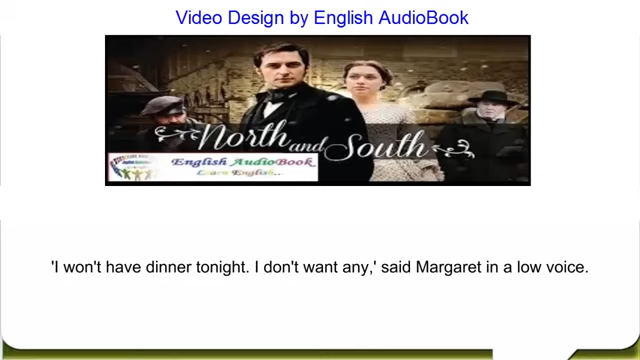 Video Design by English AudioBook
North and South
English AudioBook
Learn English...
'I won't have dinner tonight. I don't want any,' said Margaret in a low voice.